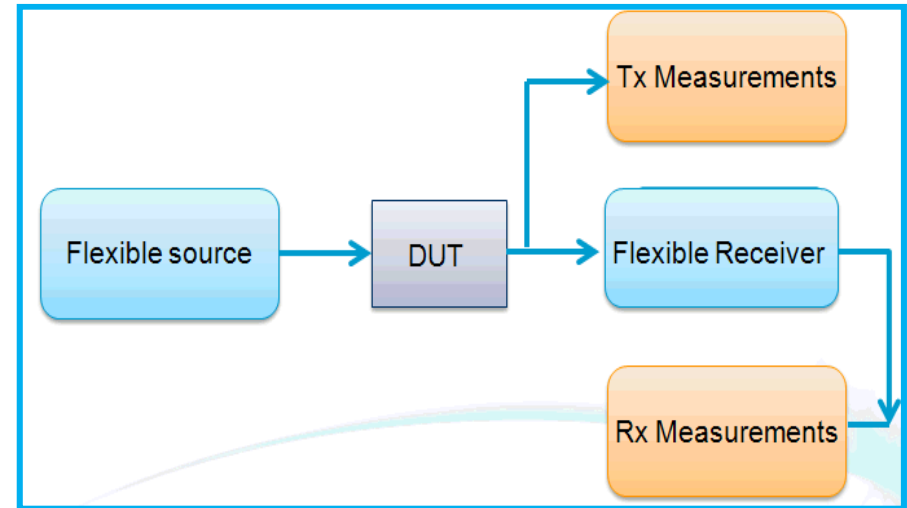 Tx Measurements
Flexible source
DUT
Flexible Receiver
Rx Measurements